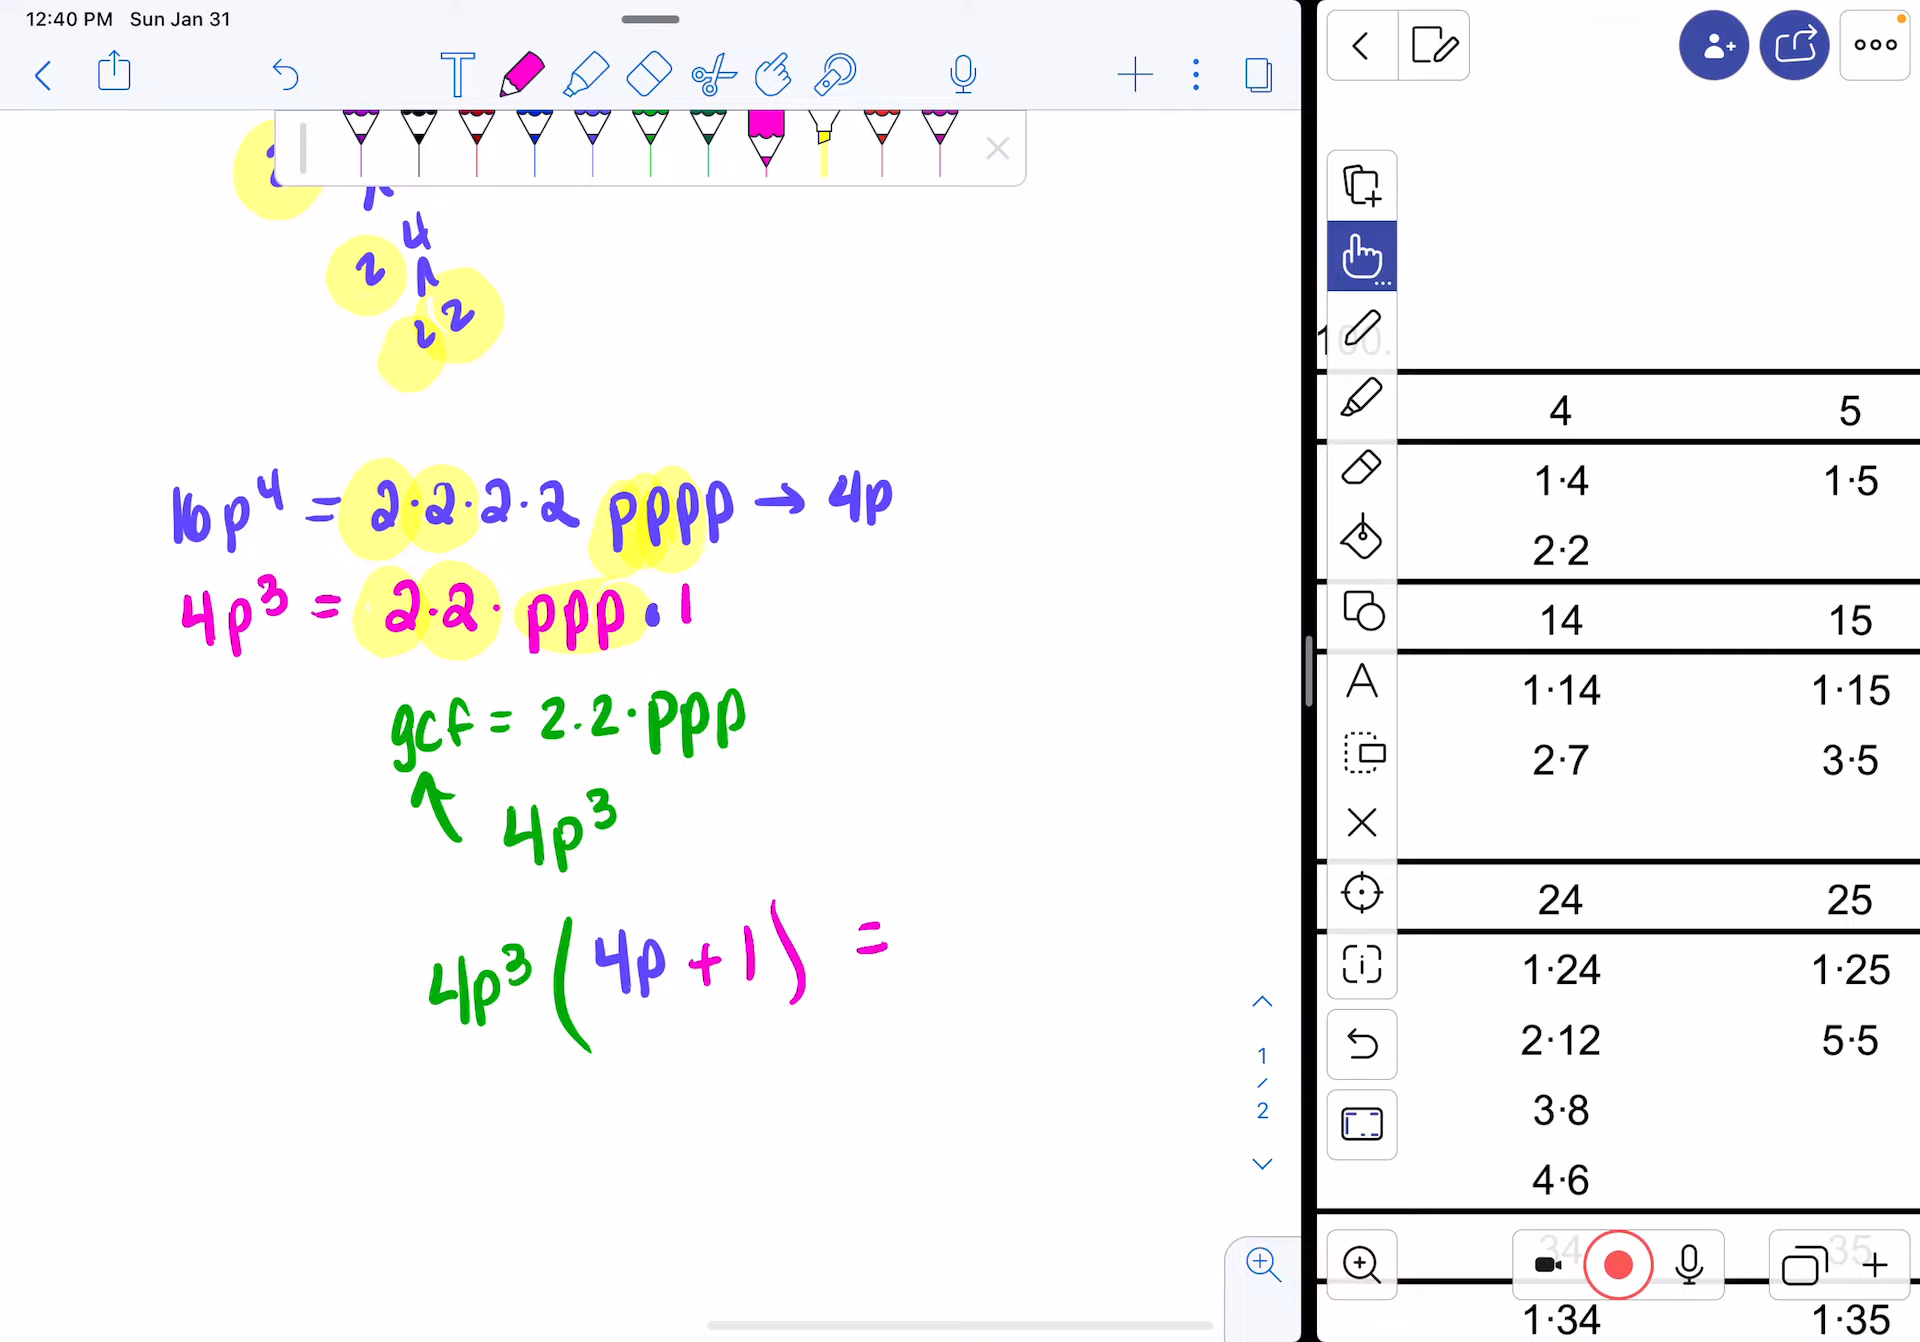 12:40 PM Sun Jan 31
T
4
2
2 2
16p⁴ = 2·2·2·2 pppp → 4p
4p³ = 2·2· ppp · 1
gcf = 2·2·ppp
4p³
4p³(4p + 1) =
1
/
2
A
100.
4 5
1·4 1·5
2·2
14 15
1·14 1·15
2·7 3·5
24 25
1·24 1·25
2·12 5·5
3·8
4·6
34 35
1·34 1·35